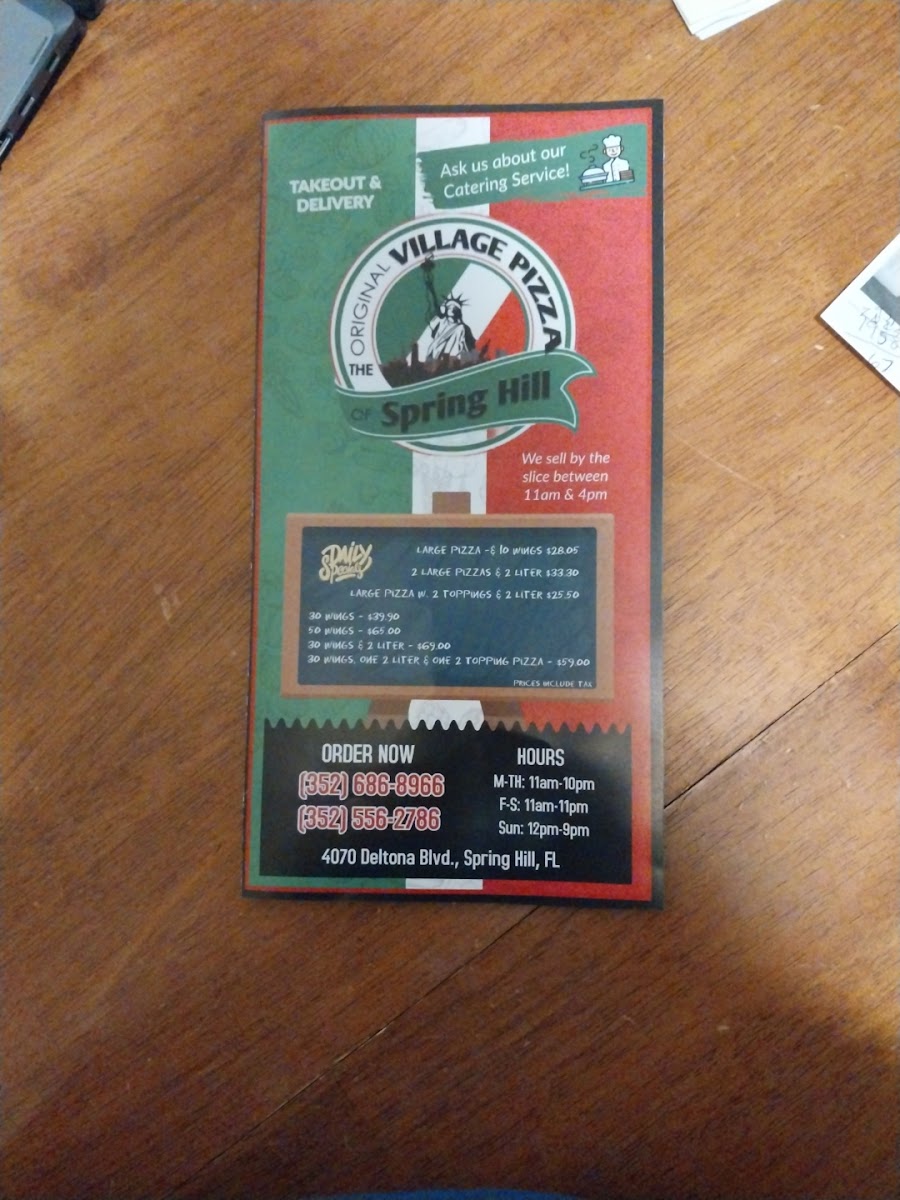 TAKEOUT &
DELIVERY
Ask us about our
Catering Service!
THE ORIGINAL VILLAGE PIZZA
OF Spring Hill
We sell by the
slice between
11am & 4pm
DAILY
Specials
LARGE PIZZA -& 10 WINGS $28.05
2 LARGE PIZZAS & 2 LITER $33.30
LARGE PIZZA W. 2 TOPPINGS & 2 LITER $25.50
30 WINGS - $39.90
50 WINGS - $65.00
30 WINGS & 2 LITER - $69.00
30 WINGS, ONE 2 LITER & ONE 2 TOPPING PIZZA - $59.00
PRICES INCLUDE TAX
ORDER NOW
(352) 686-8966
(352) 556-2786
HOURS
M-TH: 11am-10pm
F-S: 11am-11pm
Sun: 12pm-9pm
4070 Deltona Blvd., Spring Hill, FL